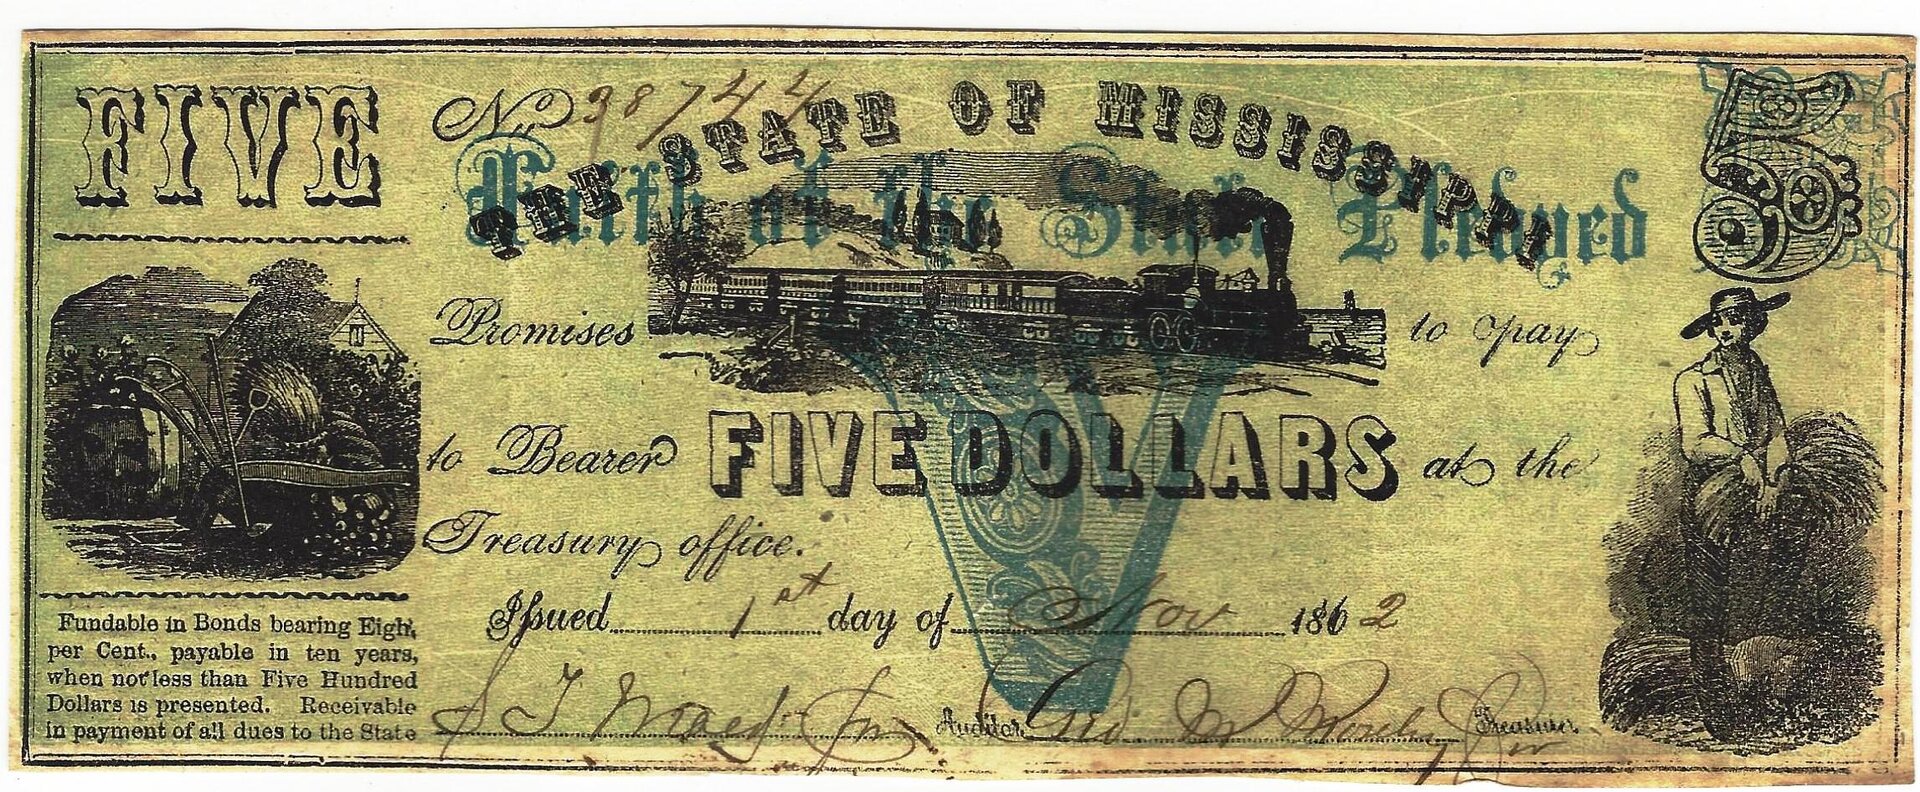 FIVE
No 38744
THE STATE OF MISSISSIPPI
Faith of the State Pledged
5
Promises to pay
to Bearer FIVE DOLLARS at the
Treasury office.
V
Issued 1st day of Nov 1862
Fundable in Bonds bearing Eight
per Cent., payable in ten years,
when not less than Five Hundred
Dollars is presented. Receivable
in payment of all dues to the State
Auditor
Treasurer